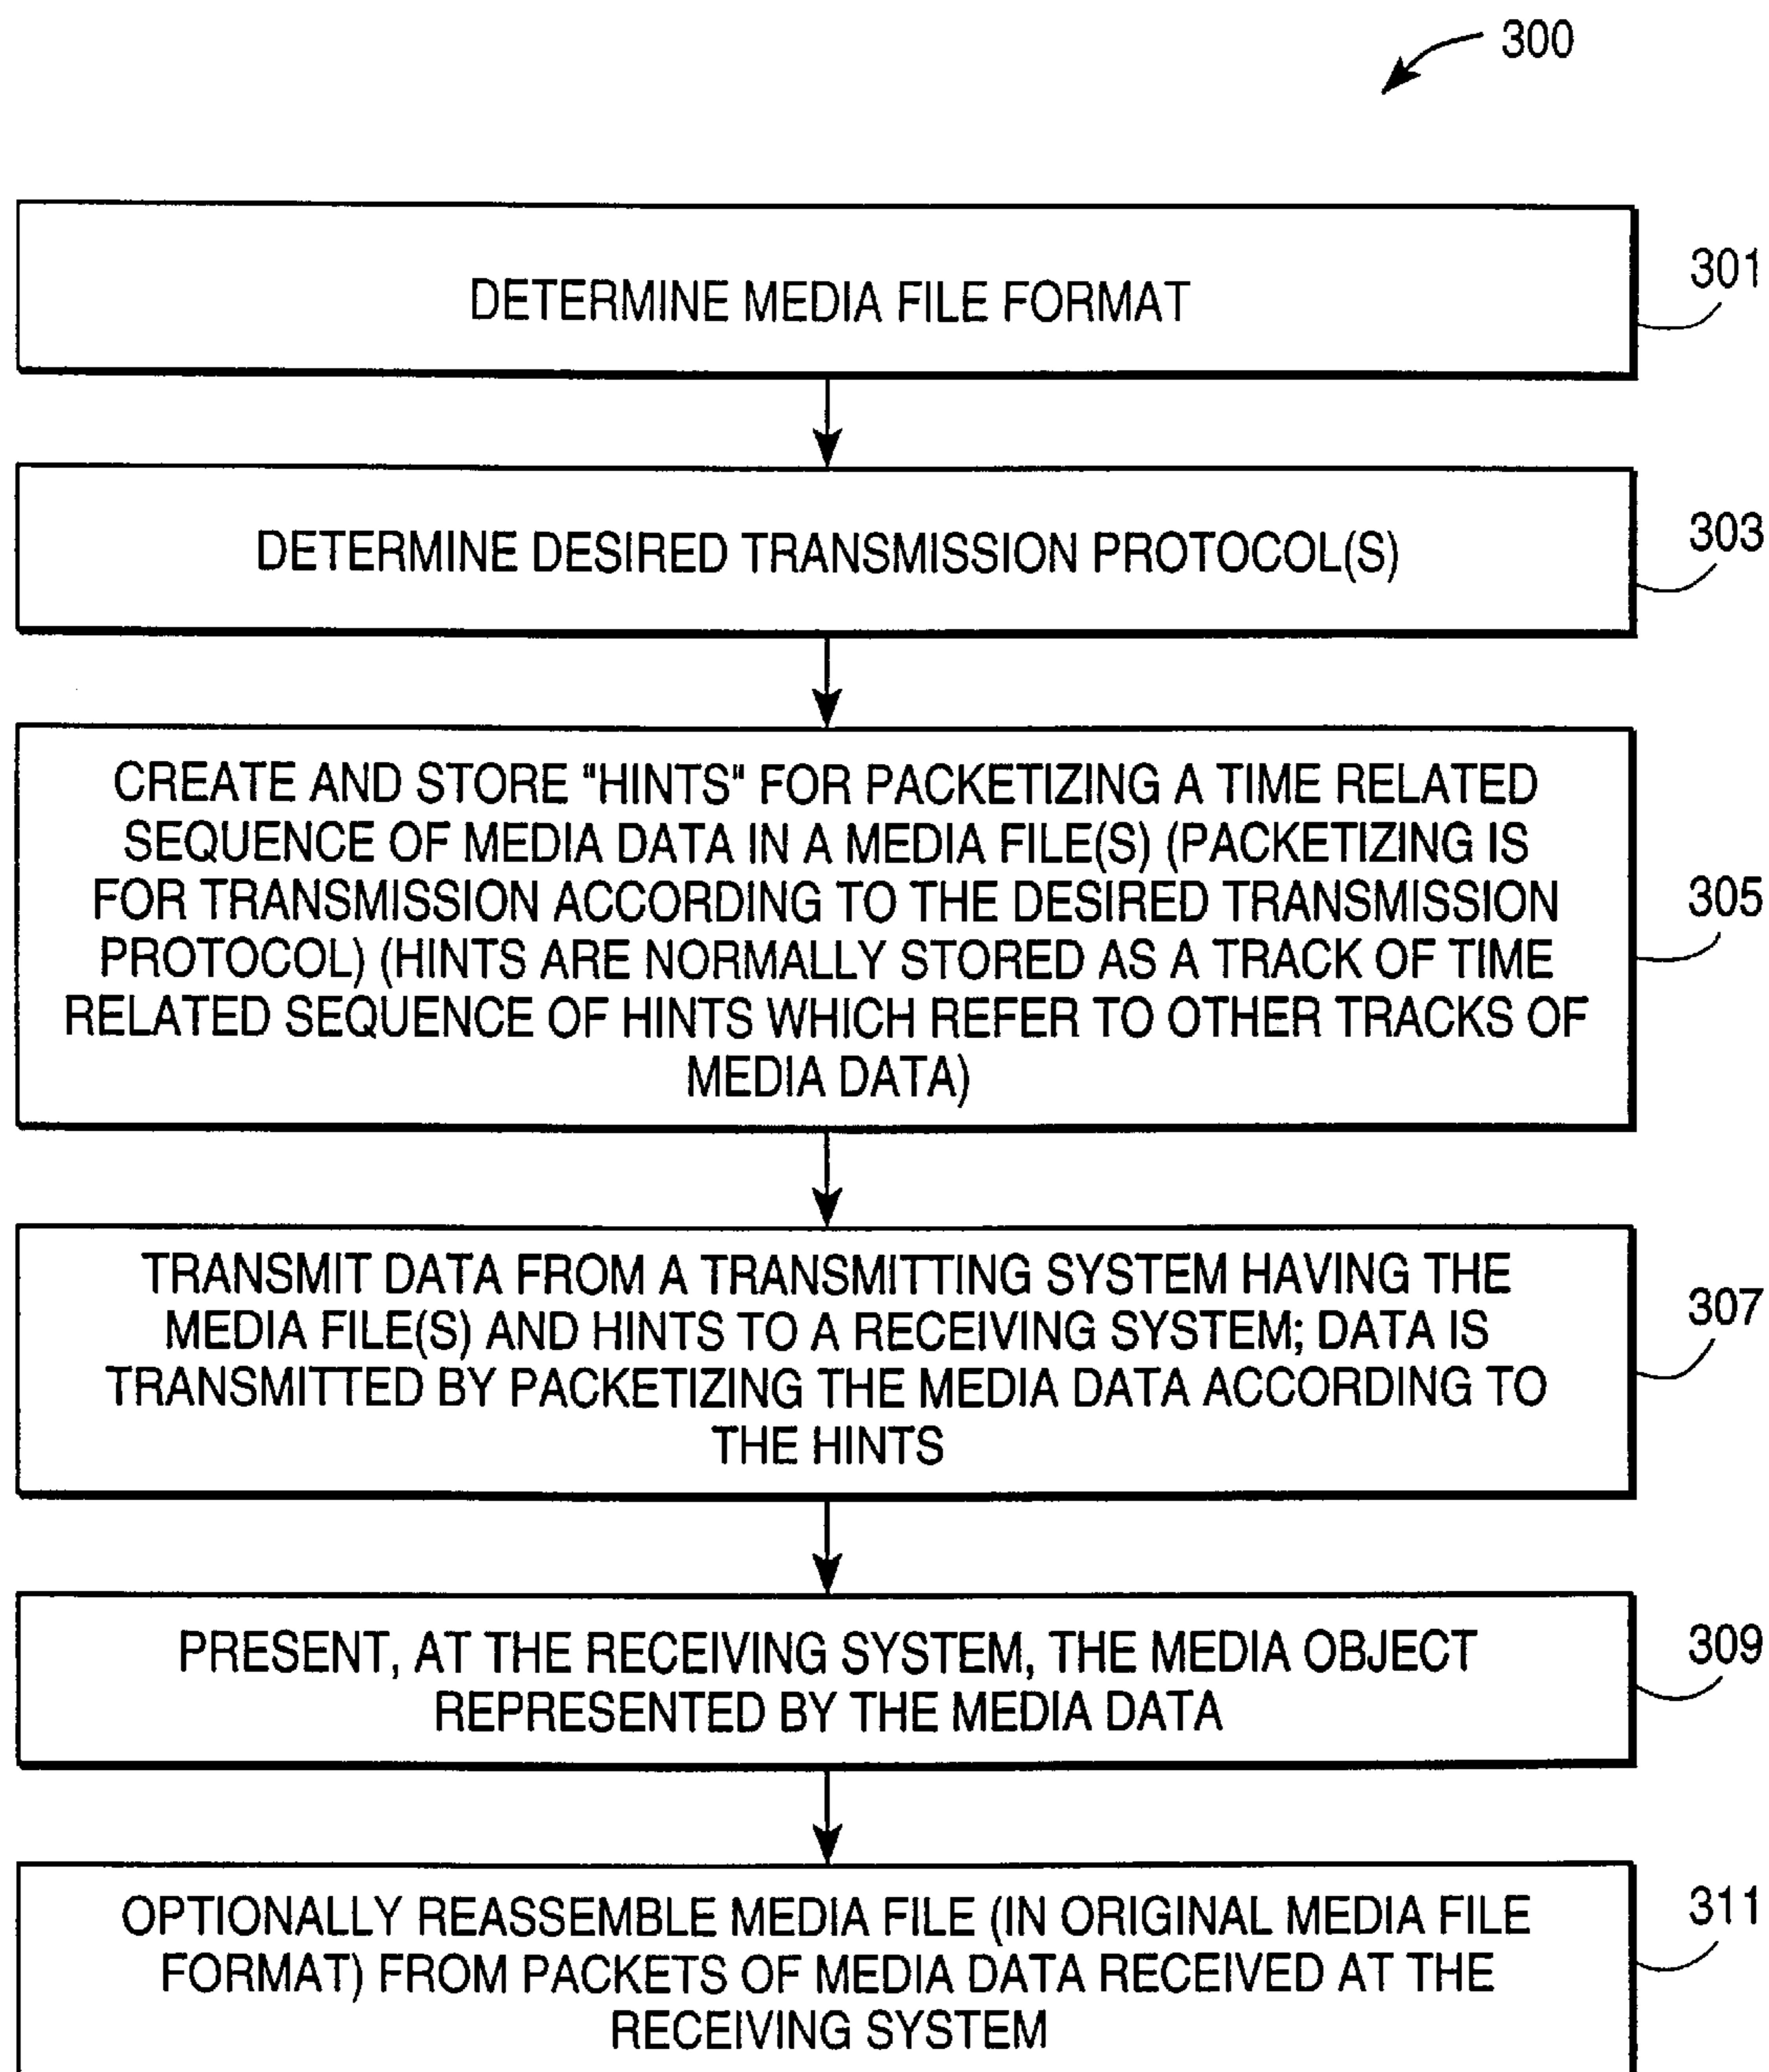 300
DETERMINE MEDIA FILE FORMAT
301
DETERMINE DESIRED TRANSMISSION PROTOCOL(S)
303
CREATE AND STORE "HINTS" FOR PACKETIZING A TIME RELATED
SEQUENCE OF MEDIA DATA IN A MEDIA FILE(S) (PACKETIZING IS
FOR TRANSMISSION ACCORDING TO THE DESIRED TRANSMISSION
PROTOCOL) (HINTS ARE NORMALLY STORED AS A TRACK OF TIME
RELATED SEQUENCE OF HINTS WHICH REFER TO OTHER TRACKS OF
MEDIA DATA)
305
TRANSMIT DATA FROM A TRANSMITTING SYSTEM HAVING THE
MEDIA FILE(S) AND HINTS TO A RECEIVING SYSTEM; DATA IS
TRANSMITTED BY PACKETIZING THE MEDIA DATA ACCORDING TO
THE HINTS
307
PRESENT, AT THE RECEIVING SYSTEM, THE MEDIA OBJECT
REPRESENTED BY THE MEDIA DATA
309
OPTIONALLY REASSEMBLE MEDIA FILE (IN ORIGINAL MEDIA FILE
FORMAT) FROM PACKETS OF MEDIA DATA RECEIVED AT THE
RECEIVING SYSTEM
311